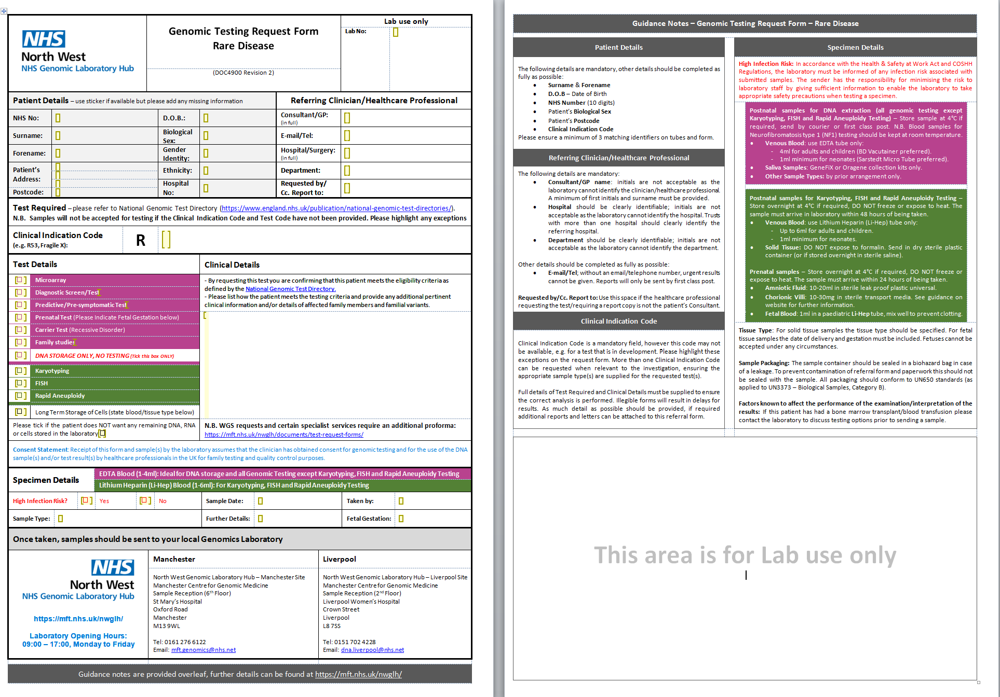 NHS
North West
NHS Genomic Laboratory Hub
Genomic Testing Request Form
Rare Disease
(DOC4900 Revision 2)
Lab use only
Lab No:
Patient Details – use sticker if available but please add any missing information
Referring Clinician/Healthcare Professional
NHS No:
D.O.B.:
Consultant/GP:
(in full)
Surname:
Biological
Sex:
E-mail/Tel:
Forename:
Gender
Identity:
Hospital/Surgery:
(in full)
Patient's
Address:
Ethnicity:
Department:
Postcode:
Hospital
No:
Requested by/
Cc. Report to:
Test Required – please refer to National Genomic Test Directory (https://www.england.nhs.uk/publication/national-genomic-test-directories/).
N.B. Samples will not be accepted for testing if the Clinical Indication Code and Test Code have not been provided. Please highlight any exceptions
Clinical Indication Code
(e.g. R53, Fragile X):
R
Test Details
Microarray
Diagnostic Screen/Test
Predictive/Pre-symptomatic Test
Prenatal Test (Please Indicate Fetal Gestation below)
Carrier Test (Recessive Disorder)
Family studies
DNA STORAGE ONLY, NO TESTING (Tick this box ONLY)
Karyotyping
FISH
Rapid Aneuploidy
Long Term Storage of Cells (state blood/tissue type below)
Please tick if the patient does NOT want any remaining DNA, RNA
or cells stored in the laboratory
Clinical Details
- By requesting this test you are confirming that this patient meets the eligibility criteria as
defined by the National Genomic Test Directory.
- Please list how the patient meets the testing criteria and provide any additional pertinent
clinical information and/or details of affected family members and familial variants.
N.B. WGS requests and certain specialist services require an additional proforma:
https://mft.nhs.uk/nwglh/documents/test-request-forms/
Consent Statement: Receipt of this form and sample(s) by the laboratory assumes that the clinician has obtained consent for genomic testing and for the use of the DNA
sample(s) and/or test result(s) by healthcare professionals in the UK for family testing and quality control purposes.
Specimen Details
EDTA Blood (1-4ml): Ideal for DNA storage and all Genomic Testing except Karyotyping, FISH and Rapid Aneuploidy Testing
Lithium Heparin (Li-Hep) Blood (1-6ml): For Karyotyping, FISH and Rapid Aneuploidy Testing
High Infection Risk?
Yes
No
Sample Date:
Taken by:
Sample Type:
Further Details:
Fetal Gestation:
Once taken, samples should be sent to your local Genomics Laboratory
NHS
North West
NHS Genomic Laboratory Hub
https://mft.nhs.uk/nwglh/
Laboratory Opening Hours:
09:00 – 17:00, Monday to Friday
Manchester
North West Genomic Laboratory Hub – Manchester Site
Manchester Centre for Genomic Medicine
Sample Reception (6th Floor)
St Mary's Hospital
Oxford Road
Manchester
M13 9WL
Tel: 0161 276 6122
Email: mft.genomics@nhs.net
Liverpool
North West Genomic Laboratory Hub – Liverpool Site
Manchester Centre for Genomic Medicine
Sample Reception (2nd Floor)
Liverpool Women's Hospital
Crown Street
Liverpool
L8 7SS
Tel: 0151 702 4228
Email: dna.liverpool@nhs.net
Guidance notes are provided overleaf, further details can be found at https://mft.nhs.uk/nwglh/
Guidance Notes – Genomic Testing Request Form – Rare Disease
Patient Details
The following details are mandatory, other details should be completed as
fully as possible:
• Surname & Forename
• D.O.B – Date of Birth
• NHS Number (10 digits)
• Patient's Biological Sex
• Patient's Postcode
• Clinical Indication Code
Please ensure a minimum of 3 matching identifiers on tubes and form.
Referring Clinician/Healthcare Professional
The following details are mandatory:
• Consultant/GP name: initials are not acceptable as the
laboratory cannot identify the clinician/healthcare professional.
A minimum of first initials and surname must be provided.
• Hospital should be clearly identifiable; initials are not
acceptable as the laboratory cannot identify the hospital. Trusts
with more than one hospital should clearly identify the
referring hospital.
• Department should be clearly identifiable; initials are not
acceptable as the laboratory cannot identify the department.
Other details should be completed as fully as possible:
• E-mail/Tel; without an email/telephone number, urgent results
cannot be given. Reports will only be sent by first class post.
Requested by/Cc. Report to: Use this space if the healthcare professional
requesting the test/requiring a report copy is not the patient's Consultant.
Clinical Indication Code
Clinical Indication Code is a mandatory field, however this code may not
be available, e.g. for a test that is in development. Please highlight these
exceptions on the request form. More than one Clinical Indication Code
can be requested when relevant to the investigation, ensuring the
appropriate sample type(s) are supplied for the requested test(s).
Full details of Test Required and Clinical Details must be supplied to ensure
the correct analysis is performed. Illegible forms will result in delays for
results. As much detail as possible should be provided, if required
additional reports and letters can be attached to this referral form.
Specimen Details
High Infection Risk: In accordance with the Health & Safety at Work Act and COSHH
Regulations, the laboratory must be informed of any infection risk associated with
submitted samples. The sender has the responsibility for minimising the risk to
laboratory staff by giving sufficient information to enable the laboratory to take
appropriate safety precautions when testing a specimen.
Postnatal samples for DNA extraction (all genomic testing except
Karyotyping, FISH and Rapid Aneuploidy Testing) – Store sample at 4°C if
required, send by courier or first class post. N.B. Blood samples for
Neurofibromatosis type 1 (NF1) testing should be kept at room temperature.
• Venous Blood: use EDTA tube only:
- 4ml for adults and children (BD Vacutainer preferred).
- 1ml minimum for neonates (Sarstedt Micro Tube preferred).
• Saliva Samples: GeneFiX or Oragene collection kits only.
• Other Sample Types: by prior arrangement only.
Postnatal samples for Karyotyping, FISH and Rapid Aneuploidy Testing –
Store overnight at 4°C if required, DO NOT freeze or expose to heat. The
sample must arrive in laboratory within 48 hours of being taken.
• Venous Blood: use Lithium Heparin (Li-Hep) tube only:
- Up to 6ml for adults and children.
- 1ml minimum for neonates.
• Solid Tissue: DO NOT expose to formalin. Send in dry sterile plastic
container (or if stored overnight in sterile saline).
Prenatal samples – Store overnight at 4°C if required, DO NOT freeze or
expose to heat. The sample must arrive within 24 hours of being taken.
• Amniotic Fluid: 10-20ml in sterile leak proof plastic universal.
• Chorionic Villi: 10-30mg in sterile transport media. See guidance on
website for further information.
• Fetal Blood: 1ml in a paediatric Li-Hep tube, mix well to prevent clotting.
Tissue Type: For solid tissue samples the tissue type should be specified. For fetal
tissue samples the date of delivery and gestation must be included. Fetuses cannot be
accepted under any circumstances.
Sample Packaging: The sample container should be sealed in a biohazard bag in case
of a leakage. To prevent contamination of referral form and paperwork this should not
be sealed with the sample. All packaging should conform to UN650 standards (as
applied to UN3373 – Biological Samples, Category B).
Factors known to affect the performance of the examination/interpretation of the
results: If this patient has had a bone marrow transplant/blood transfusion please
contact the laboratory to discuss testing options prior to sending a sample.
This area is for Lab use only